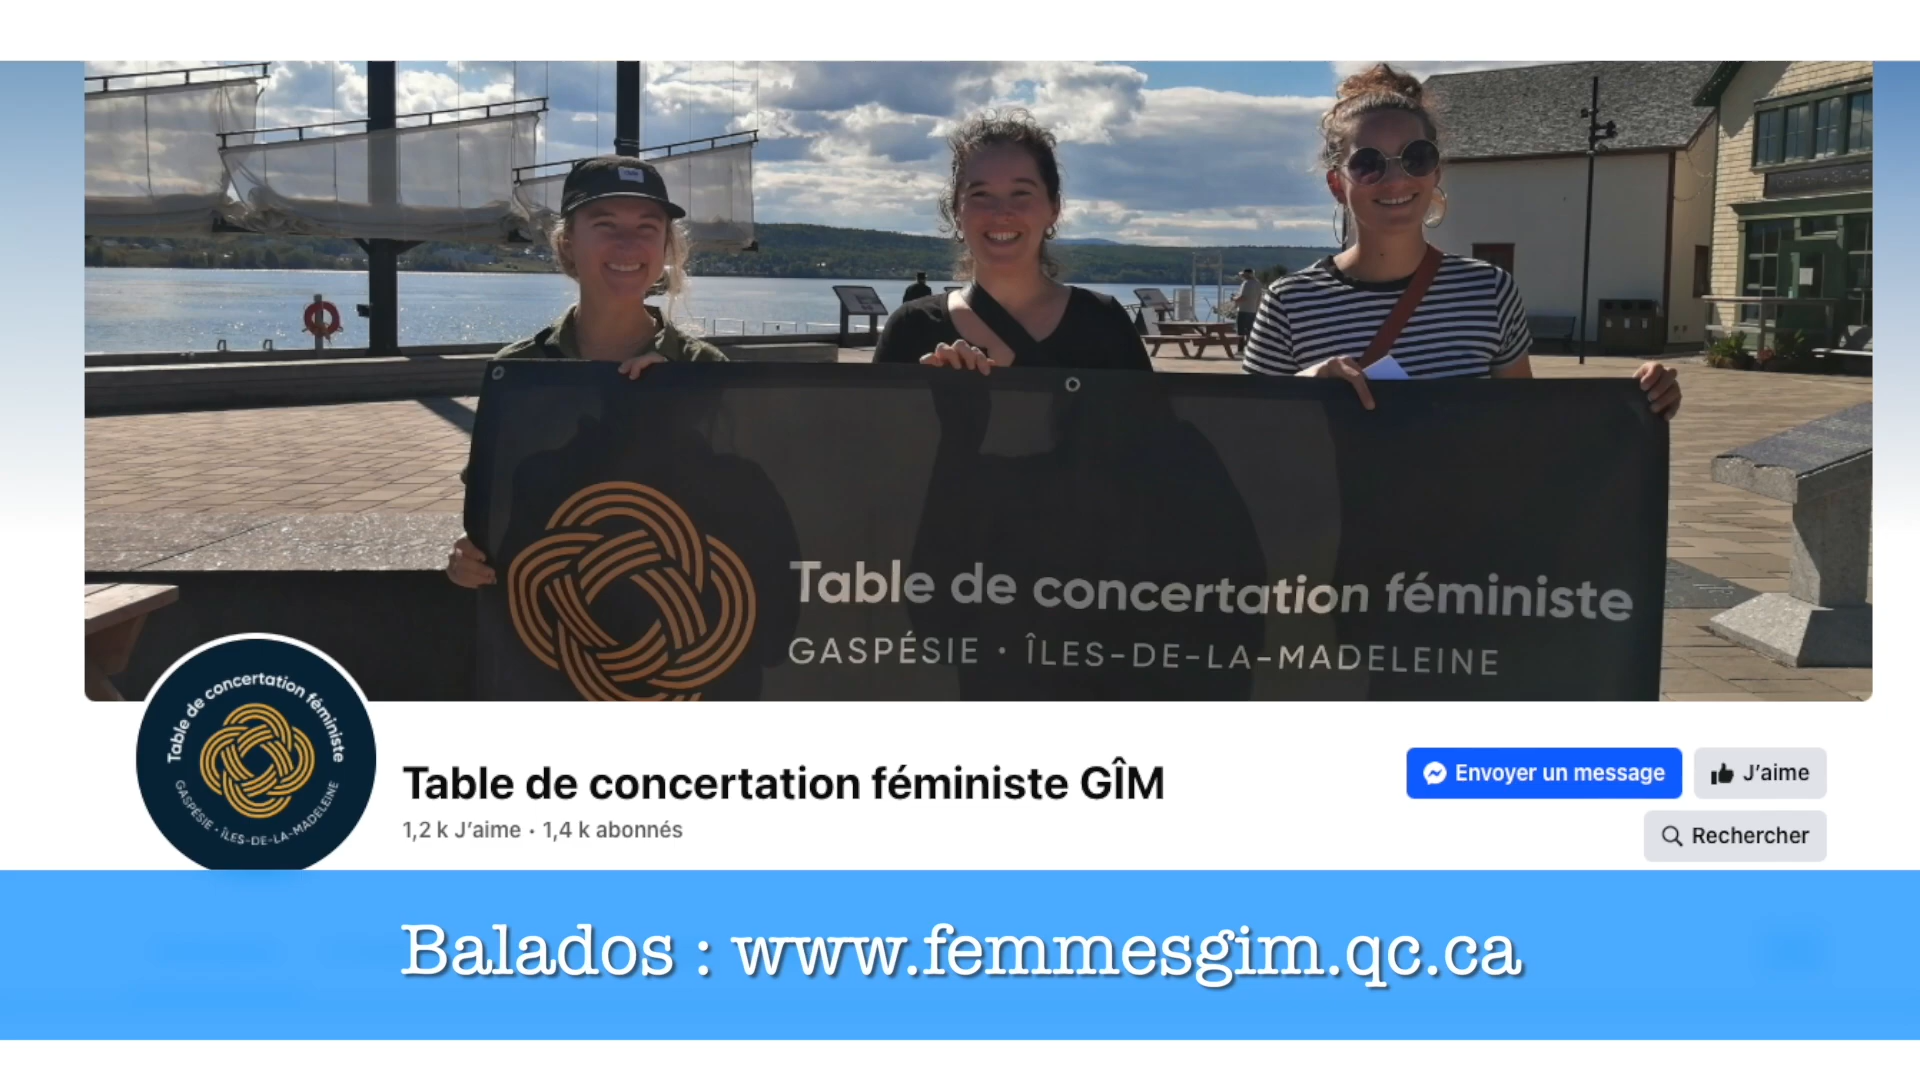 Table de concertation féministe
GASPÉSIE • ÎLES-DE-LA-MADELEINE
Table de concertation féministe
GASPÉSIE • ÎLES-DE-LA-MADELEINE
Table de concertation féministe GÎM
1,2 k J’aime • 1,4 k abonnés
Envoyer un message
J’aime
Rechercher
Balados : www.femmesgim.qc.ca